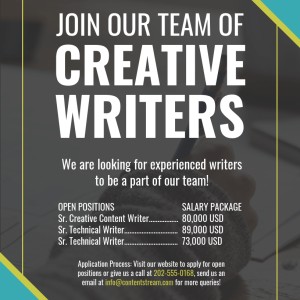 JOIN OUR TEAM OF
CREATIVE
WRITERS
We are looking for experienced writers
to be a part of our team!
OPEN POSITIONS SALARY PACKAGE
Sr. Creative Content Writer................ 80,000 USD
Sr. Technical Writer............................ 89,000 USD
Sr. Technical Writer............................ 73,000 USD
Application Process: Visit our website to apply for open
positions or give us a call at 202-555-0168, send us an
email at info@contentstream.com for more queries!